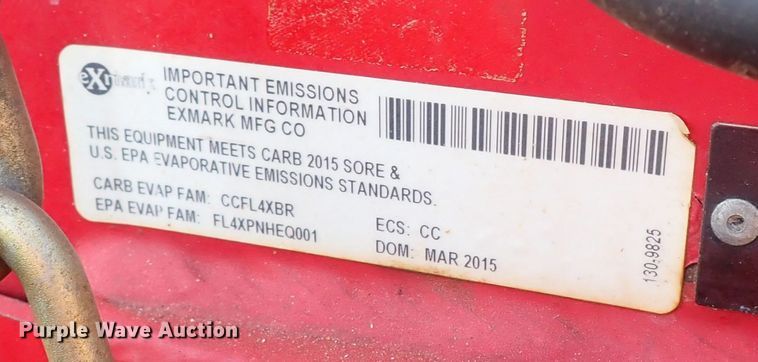 eXmark
IMPORTANT EMISSIONS
CONTROL INFORMATION
EXMARK MFG CO
THIS EQUIPMENT MEETS CARB 2015 SORE &
U.S. EPA EVAPORATIVE EMISSIONS STANDARDS.
CARB EVAP FAM: CCFL4XBR
EPA EVAP FAM: FL4XPNHEQ001
ECS: CC
DOM: MAR 2015
130-9825
Purple Wave Auction